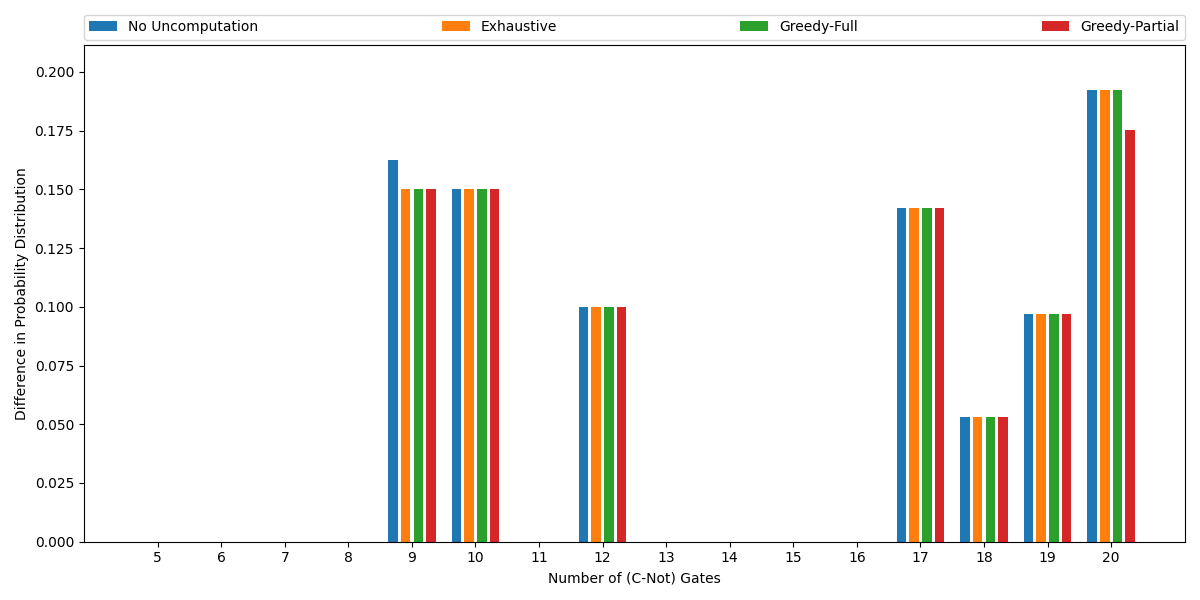 No Uncomputation Exhaustive Greedy-Full Greedy-Partial
Difference in Probability Distribution
0.200
0.175
0.150
0.125
0.100
0.075
0.050
0.025
0.000
5 6 7 8 9 10 11 12 13 14 15 16 17 18 19 20
Number of (C-Not) Gates